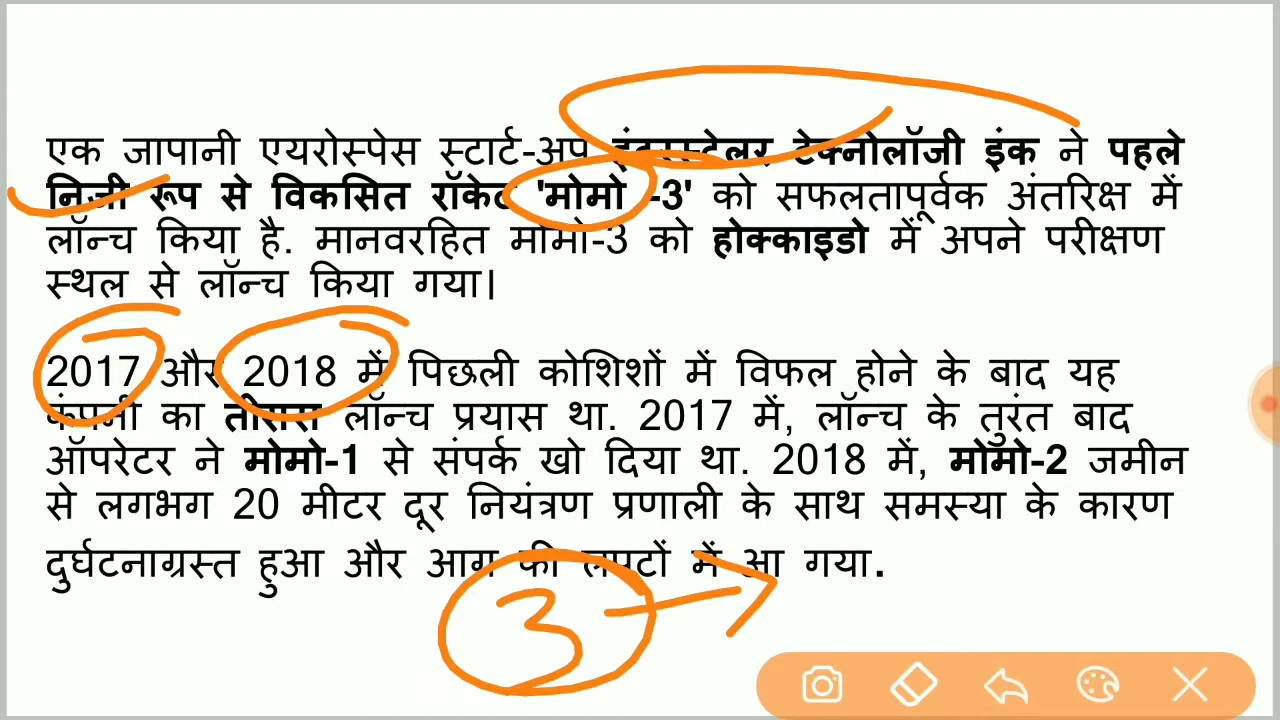 एक जापानी एयरोस्पेस स्टार्ट-अप इंटरस्टेलर टेक्नोलॉजी इंक ने पहले
निजी रूप से विकसित रॉकेट 'मोमो -3' को सफलतापूर्वक अंतरिक्ष में
लॉन्च किया है. मानवरहित मोमो-3 को होक्काइडो में अपने परीक्षण
स्थल से लॉन्च किया गया।
2017 और 2018 में पिछली कोशिशों में विफल होने के बाद यह
कंपनी का तीसरा लॉन्च प्रयास था. 2017 में, लॉन्च के तुरंत बाद
ऑपरेटर ने मोमो-1 से संपर्क खो दिया था. 2018 में, मोमो-2 जमीन
से लगभग 20 मीटर दूर नियंत्रण प्रणाली के साथ समस्या के कारण
दुर्घटनाग्रस्त हुआ और आग की लपटों में आ गया.
3